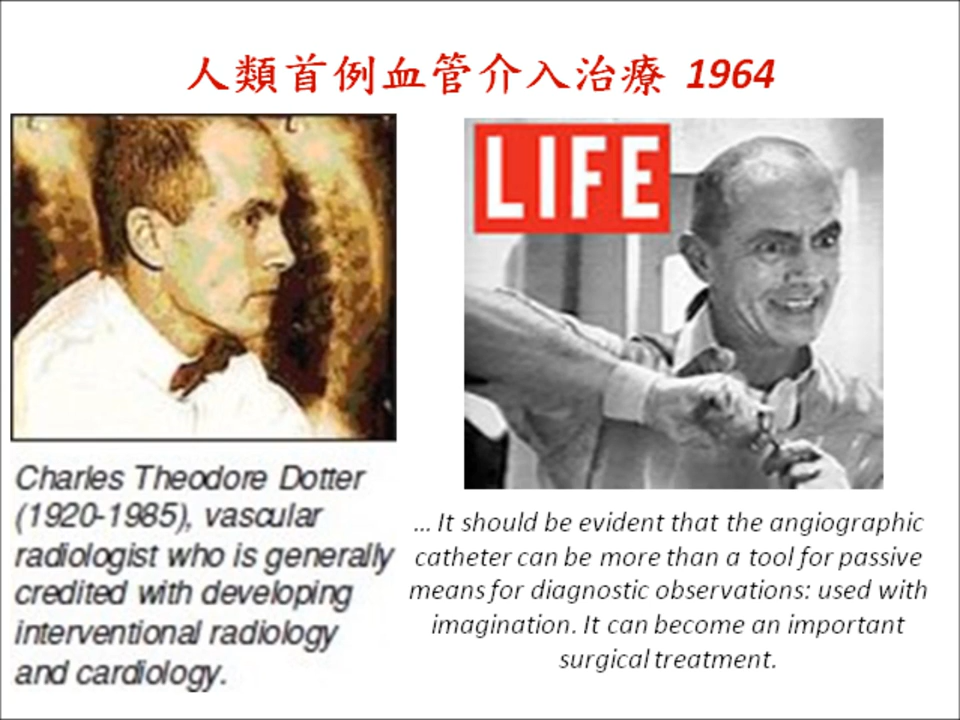 人類首例血管介入治療 1964
LIFE
Charles Theodore Dotter
(1920-1985), vascular
radiologist who is generally
credited with developing
interventional radiology
and cardiology.
... It should be evident that the angiographic
catheter can be more than a tool for passive
means for diagnostic observations: used with
imagination. It can become an important
surgical treatment.